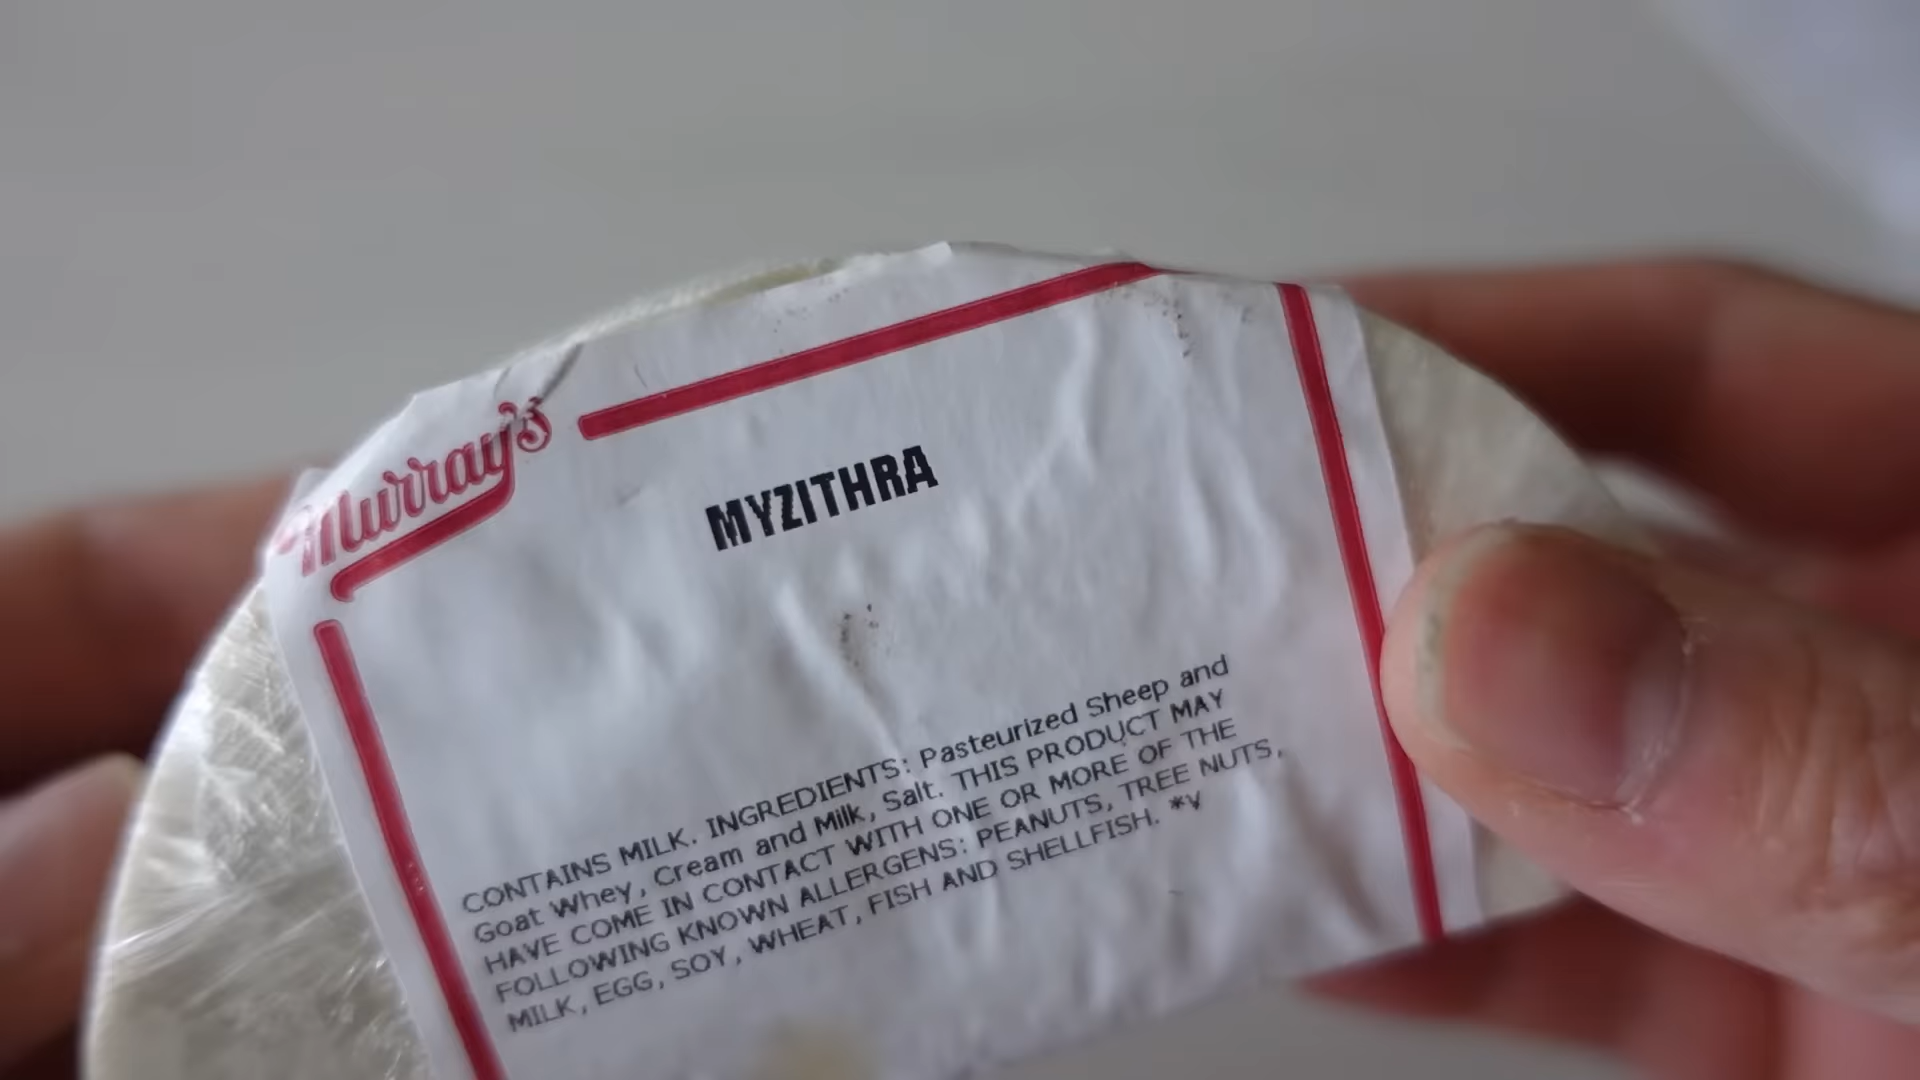 Murray's
MYZITHRA
CONTAINS MILK. INGREDIENTS: Pasteurized Sheep and
Goat Whey, Cream and Milk, Salt. THIS PRODUCT MAY
HAVE COME IN CONTACT WITH ONE OR MORE OF THE
FOLLOWING KNOWN ALLERGENS: PEANUTS, TREE NUTS,
MILK, EGG, SOY, WHEAT, FISH AND SHELLFISH. *V